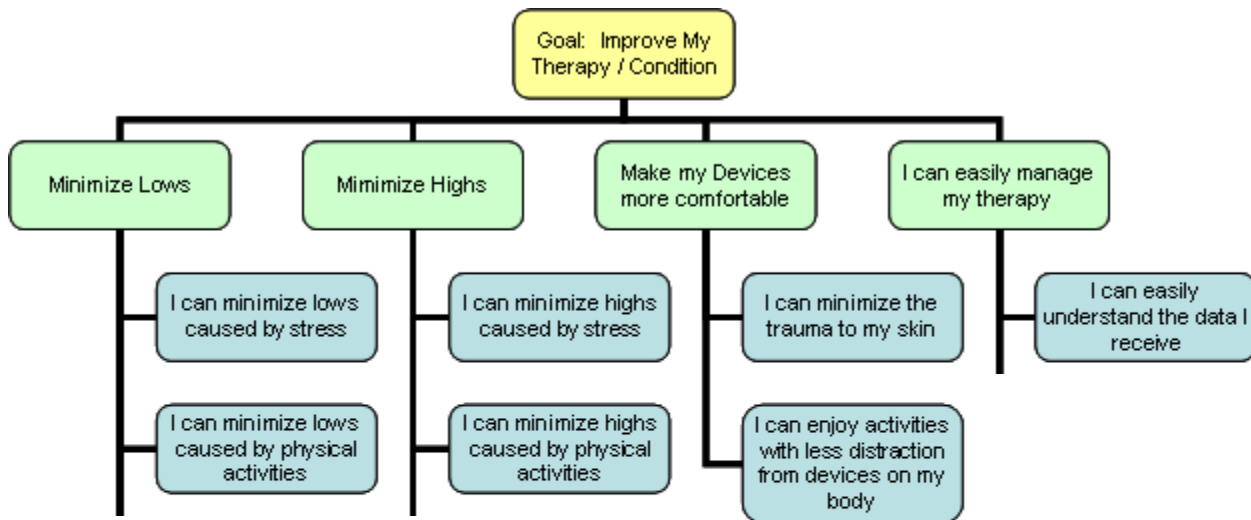 Goal: Improve My
Therapy / Condition
Minimize Lows
Mimimize Highs
Make my Devices
more comfortable
I can easily manage
my therapy
I can minimize lows
caused by stress
I can minimize highs
caused by stress
I can minimize the
trauma to my skin
I can easily
understand the data I
receive
I can minimize lows
caused by physical
activities
I can minimize highs
caused by physical
activities
I can enjoy activities
with less distraction
from devices on my
body